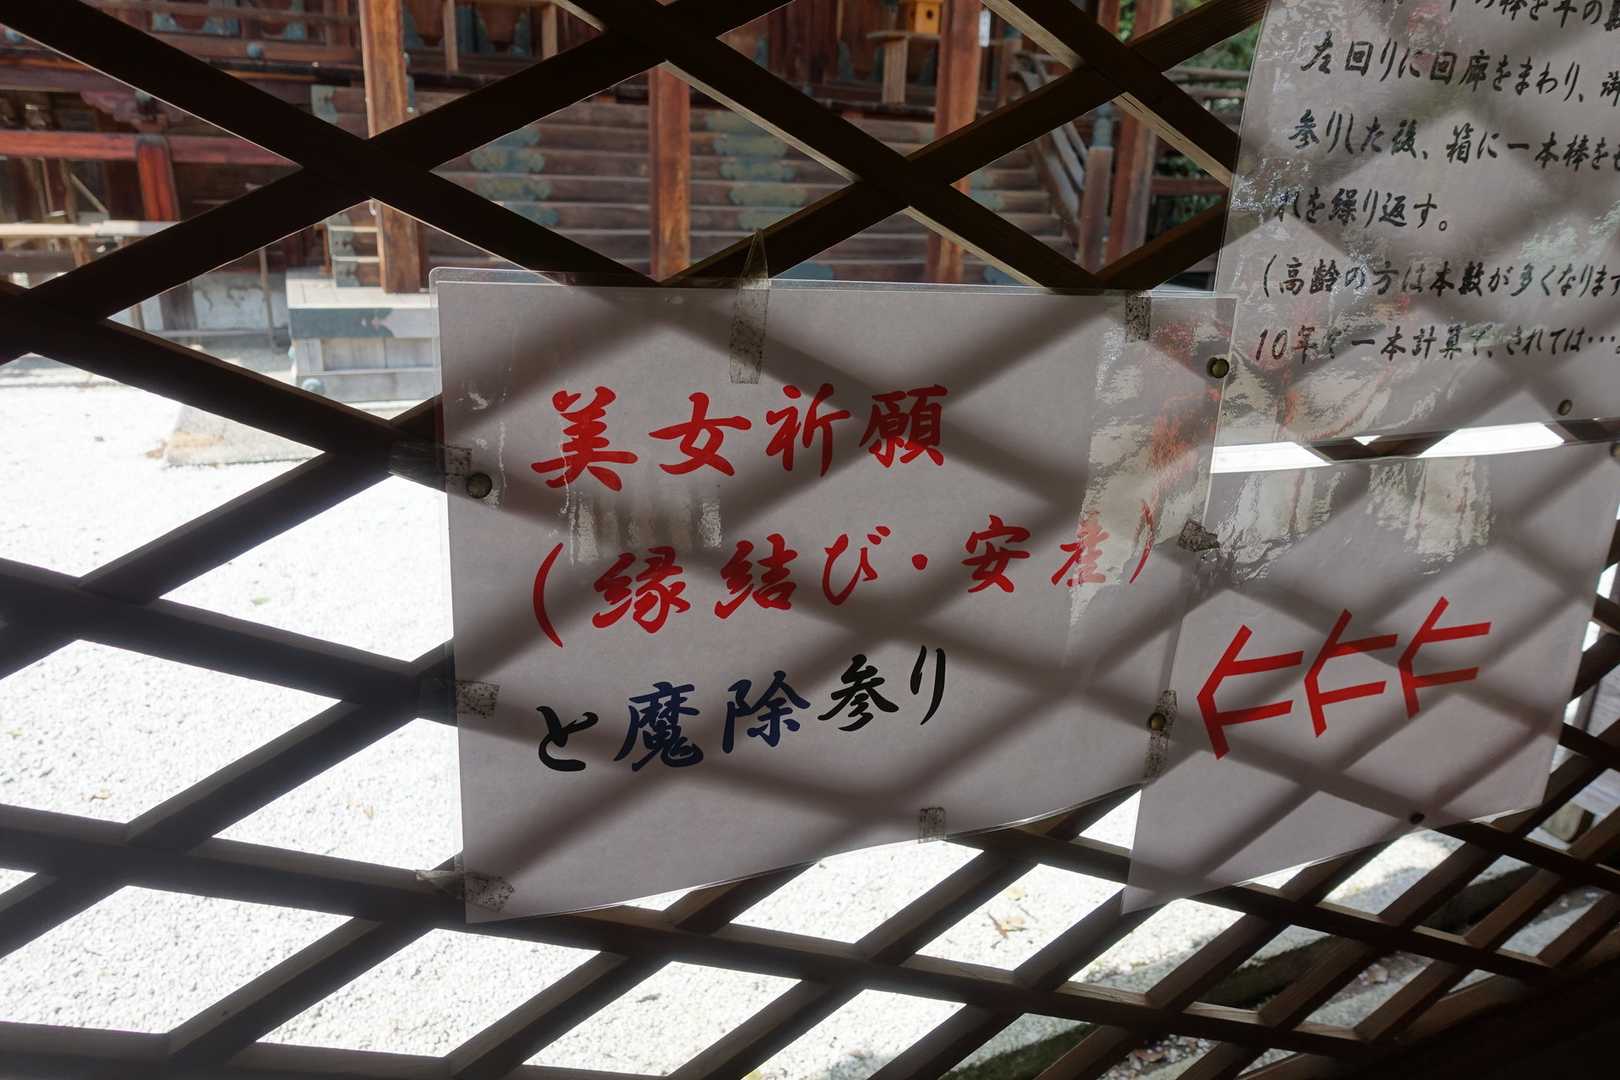 美女祈願
(縁結び・安産)
と魔除参り
左回りに回廊をまわり、
参りした後、箱に一本棒を
れを繰り返す。
(高齢の方は本数が多くなります
10年で一本計算で、されては…